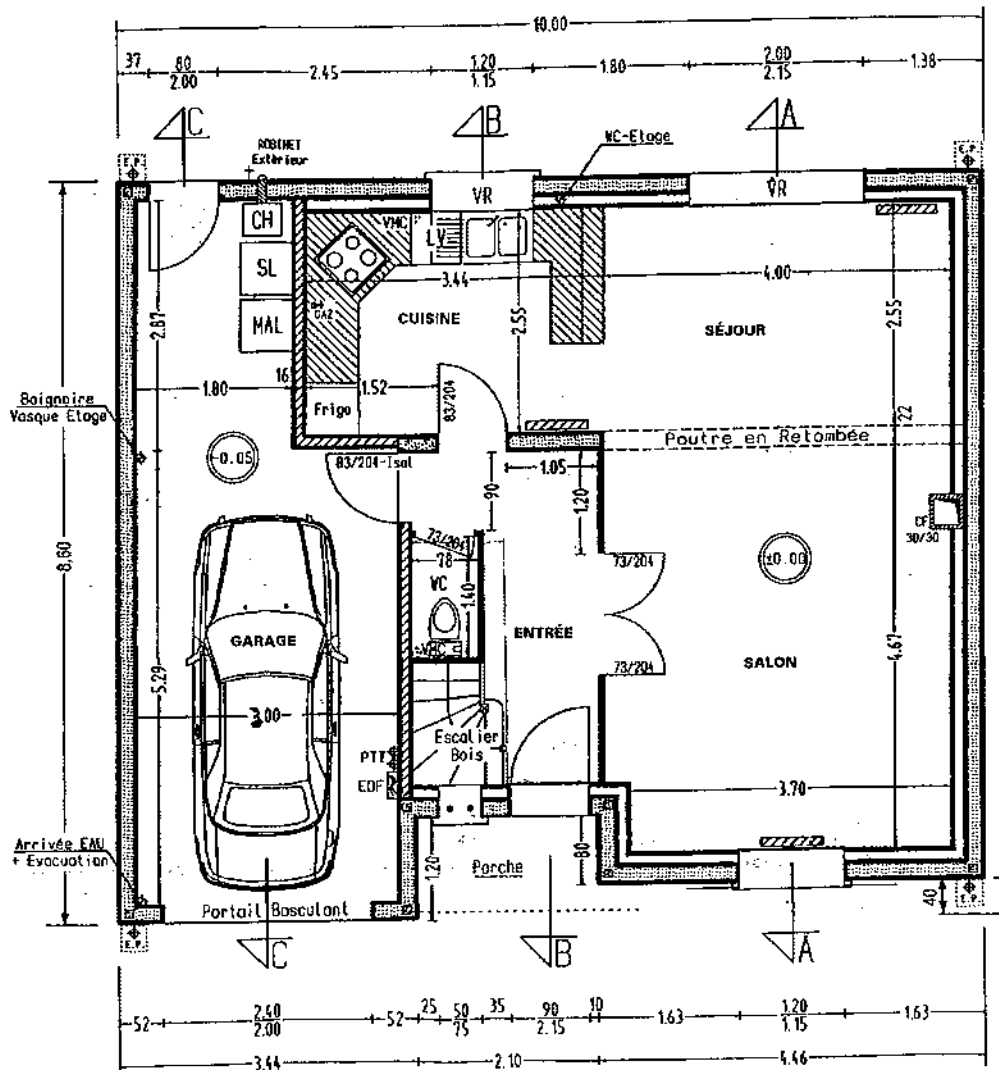 10.00
37 80 2.45 1.20 1.80 2.00 1.38
2.00 1.15 2.15
C B A
E.P. ROBINET WC-Etage E.P.
Extérieur
VR VR
CH VMC LV
SL 3.44 4.00
GAZ CUISINE 2.55 SÉJOUR 2.55
MAL
2.87
16
1.80 1.52 83/204
Baignoire Frigo
Vasque Etage
22
Poutre en Retombée
-0.05 83/204-Isol 1.05
90 1.20
CF
30/30
8.60
73/204 73/204
78 ±0.00
WC 1.40
GARAGE ENTRÉE SALON
VMC 73/204 4.67
5.29
3.00
Escalier
Bois
PTT
EDF 3.70
Arrivée EAU
+ Evacuation
1.20 Porche 80
40
Portail Basculant
E.P. E.P.
C B A
52 2.40 52 25 50 35 90 10 1.63 1.20 1.63
2.00 75 2.15 1.15
3.44 2.10 4.46